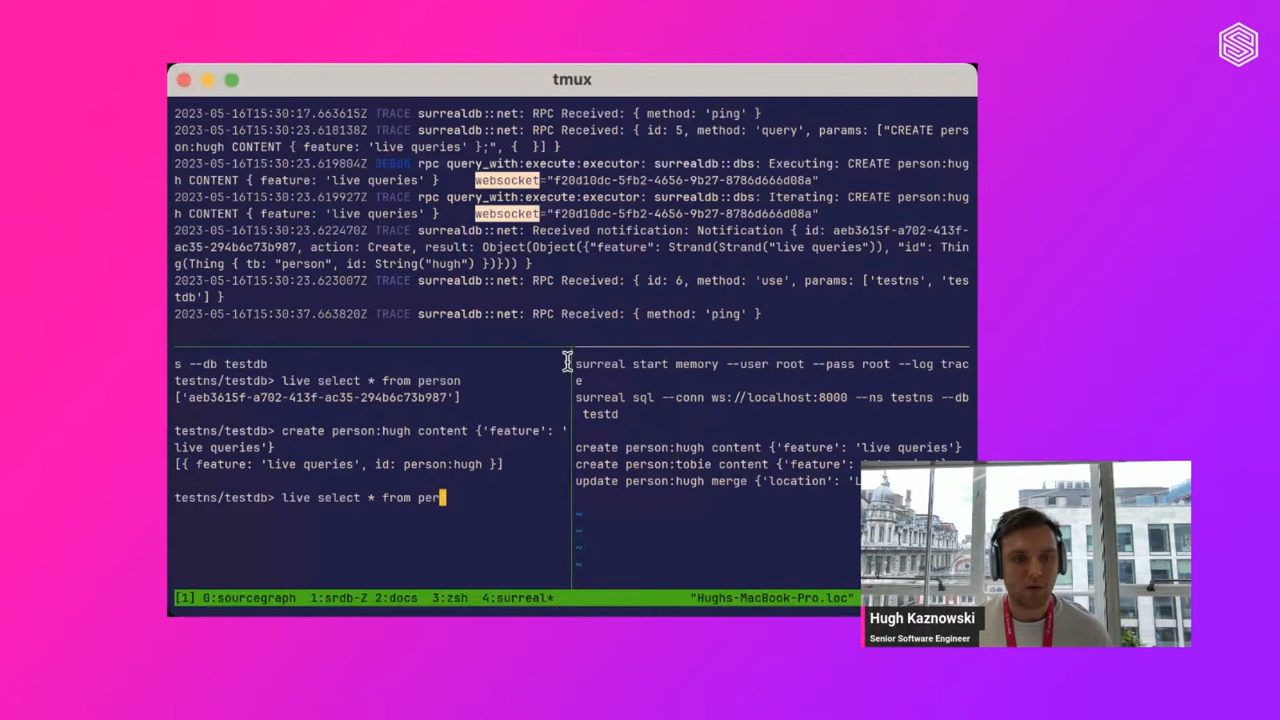 tmux
2023-05-16T15:30:17.663615Z TRACE surrealdb::net: RPC Received: { method: 'ping' }
2023-05-16T15:30:23.618138Z TRACE surrealdb::net: RPC Received: { id: 5, method: 'query', params: ["CREATE pers
on:hugh CONTENT { feature: 'live queries' };", {  }] }
2023-05-16T15:30:23.619804Z DEBUG rpc query_with:execute:executor: surrealdb::dbs: Executing: CREATE person:hug
h CONTENT { feature: 'live queries' } websocket="f20d10dc-5fb2-4656-9b27-8786d666d08a"
2023-05-16T15:30:23.619927Z TRACE rpc query_with:execute:executor: surrealdb::dbs: Iterating: CREATE person:hug
h CONTENT { feature: 'live queries' } websocket="f20d10dc-5fb2-4656-9b27-8786d666d08a"
2023-05-16T15:30:23.622470Z TRACE surrealdb::net: Received notification: Notification { id: aeb3615f-a702-413f-
ac35-294b6c73b987, action: Create, result: Object(Object({"feature": Strand(Strand("live queries")), "id": Thin
g(Thing { tb: "person", id: String("hugh") })})) }
2023-05-16T15:30:23.623007Z TRACE surrealdb::net: RPC Received: { id: 6, method: 'use', params: ['testns', 'tes
tdb'] }
2023-05-16T15:30:37.663820Z TRACE surrealdb::net: RPC Received: { method: 'ping' }
s --db testdb
testns/testdb> live select * from person
['aeb3615f-a702-413f-ac35-294b6c73b987']
testns/testdb> create person:hugh content {'feature': '
live queries'}
[{ feature: 'live queries', id: person:hugh }]
testns/testdb> live select * from per
surreal start memory --user root --pass root --log trac
e
surreal sql --conn ws://localhost:8000 --ns testns --db
testd
create person:hugh content {'feature': 'live queries'}
create person:tobie content {'feature':
update person:hugh merge {'location': 'L
~
~
~
~
[1] 0:sourcegraph 1:srdb-Z 2:docs 3:zsh 4:surreal* "Hughs-MacBook-Pro.loc"
Hugh Kaznowski
Senior Software Engineer